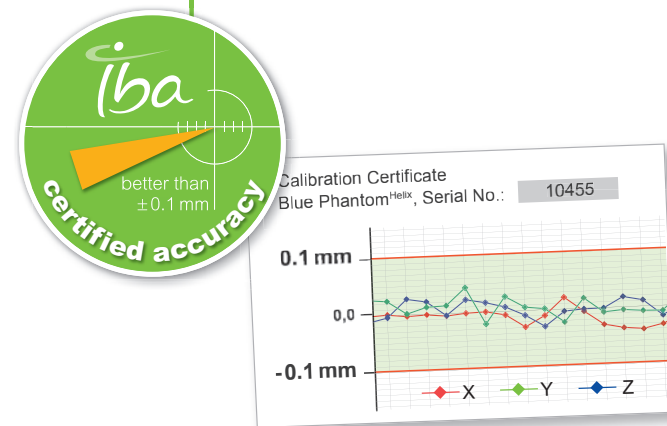 iba
better than
±0.1 mm
certified accuracy
Calibration Certificate
Blue PhantomHelix, Serial No.: 10455
0.1 mm
0,0
-0.1 mm
X Y Z